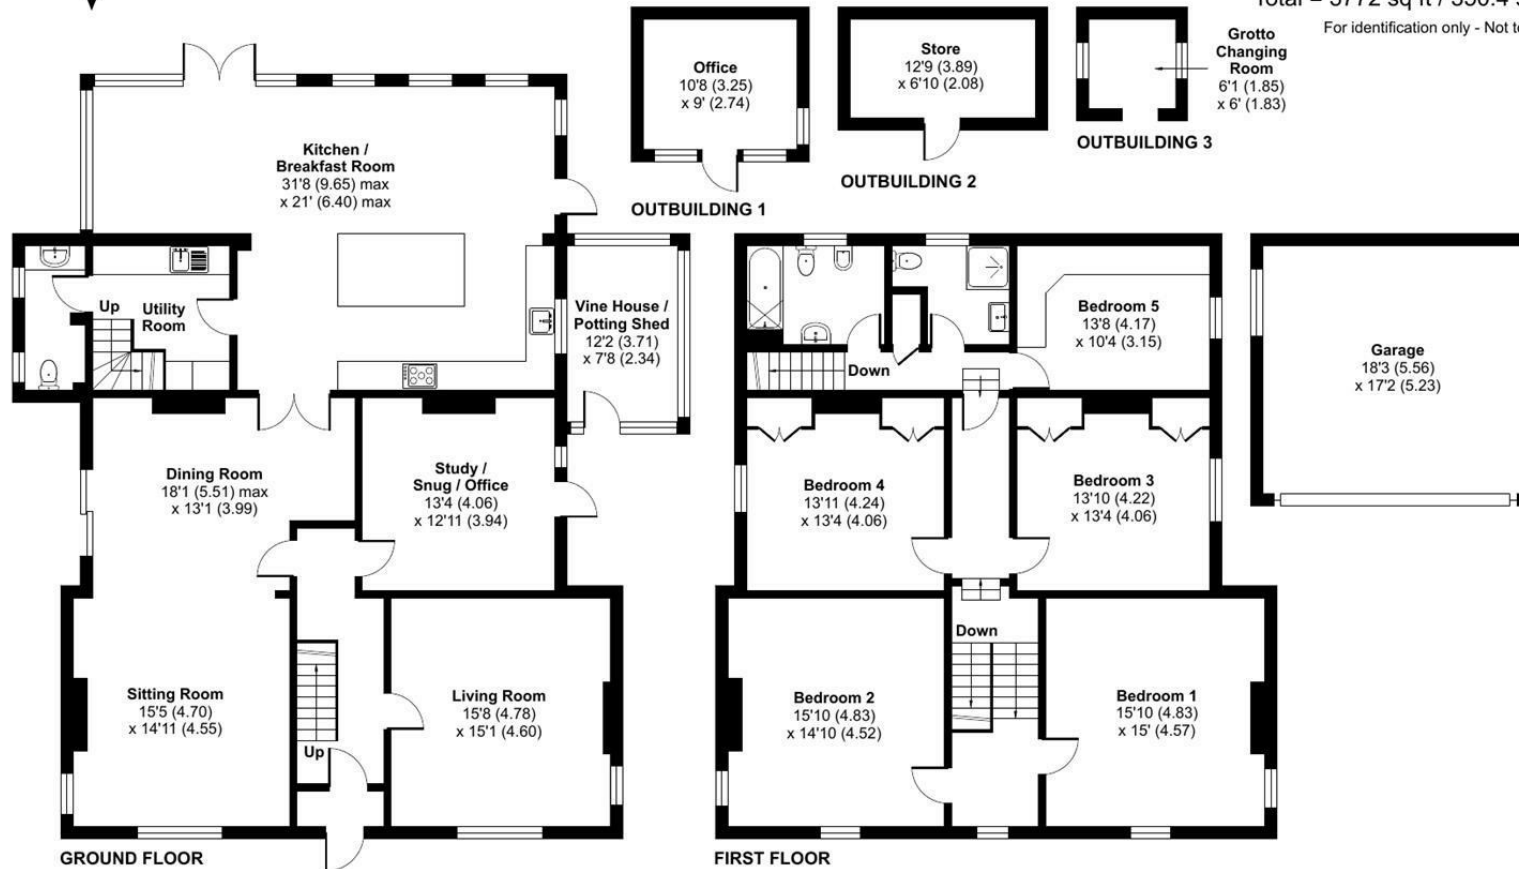 Total = 3772 sq ft / 350.4
For identification only - Not
Office
10'8 (3.25)
x 9' (2.74)
OUTBUILDING 1
Store
12'9 (3.89)
x 6'10 (2.08)
OUTBUILDING 2
Grotto
Changing
Room
6'1 (1.85)
x 6' (1.83)
OUTBUILDING 3
Kitchen /
Breakfast Room
31'8 (9.65) max
x 21' (6.40) max
Up
Utility
Room
Vine House /
Potting Shed
12'2 (3.71)
x 7'8 (2.34)
Dining Room
18'1 (5.51) max
x 13'1 (3.99)
Study /
Snug / Office
13'4 (4.06)
x 12'11 (3.94)
Sitting Room
15'5 (4.70)
x 14'11 (4.55)
Up
Living Room
15'8 (4.78)
x 15'1 (4.60)
GROUND FLOOR
Down
Bedroom 5
13'8 (4.17)
x 10'4 (3.15)
Bedroom 4
13'11 (4.24)
x 13'4 (4.06)
Bedroom 3
13'10 (4.22)
x 13'4 (4.06)
Down
Bedroom 2
15'10 (4.83)
x 14'10 (4.52)
Bedroom 1
15'10 (4.83)
x 15' (4.57)
FIRST FLOOR
Garage
18'3 (5.56)
x 17'2 (5.23)